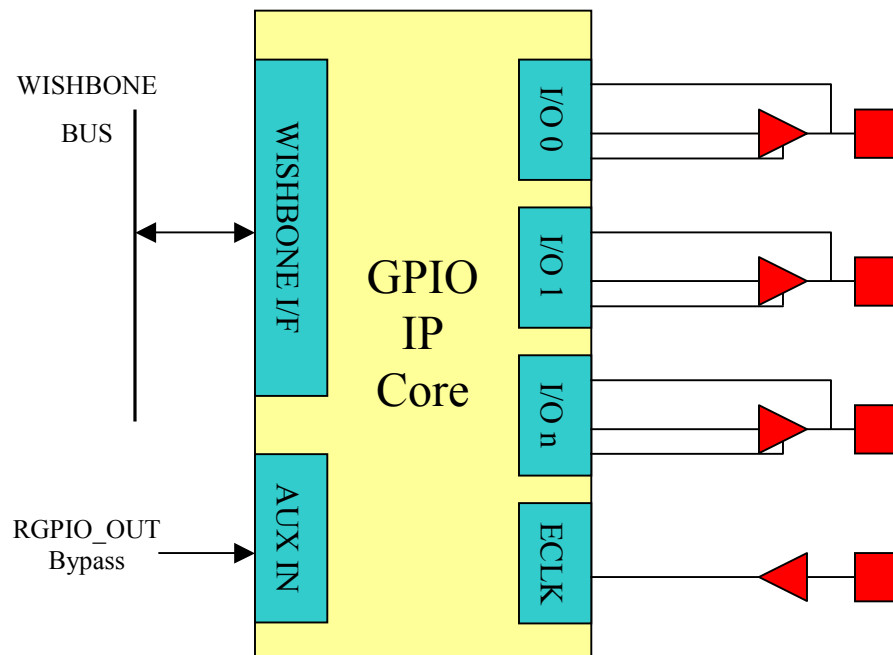 WISHBONE
BUS
WISHBONE I/F
RGPIO_OUT
Bypass
AUX IN
GPIO
IP
Core
I/O 0
I/O 1
I/O n
ECLK